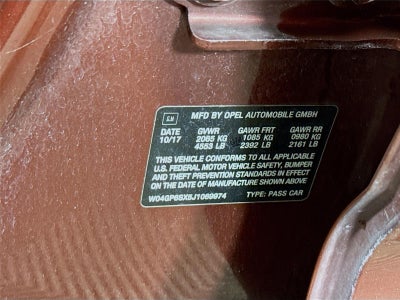 GM MFD BY OPEL AUTOMOBILE GMBH
DATE GVWR GAWR FRT GAWR RR
10/17 2065 KG 1085 KG 0980 KG
4553 LB 2392 LB 2161 LB
THIS VEHICLE CONFORMS TO ALL APPLICABLE
U.S. FEDERAL MOTOR VEHICLE SAFETY, BUMPER
AND THEFT PREVENTION STANDARDS IN EFFECT
ON THE DATE OF MANUFACTURE SHOWN ABOVE
W04GP6SX5J1069974 TYPE: PASS CAR